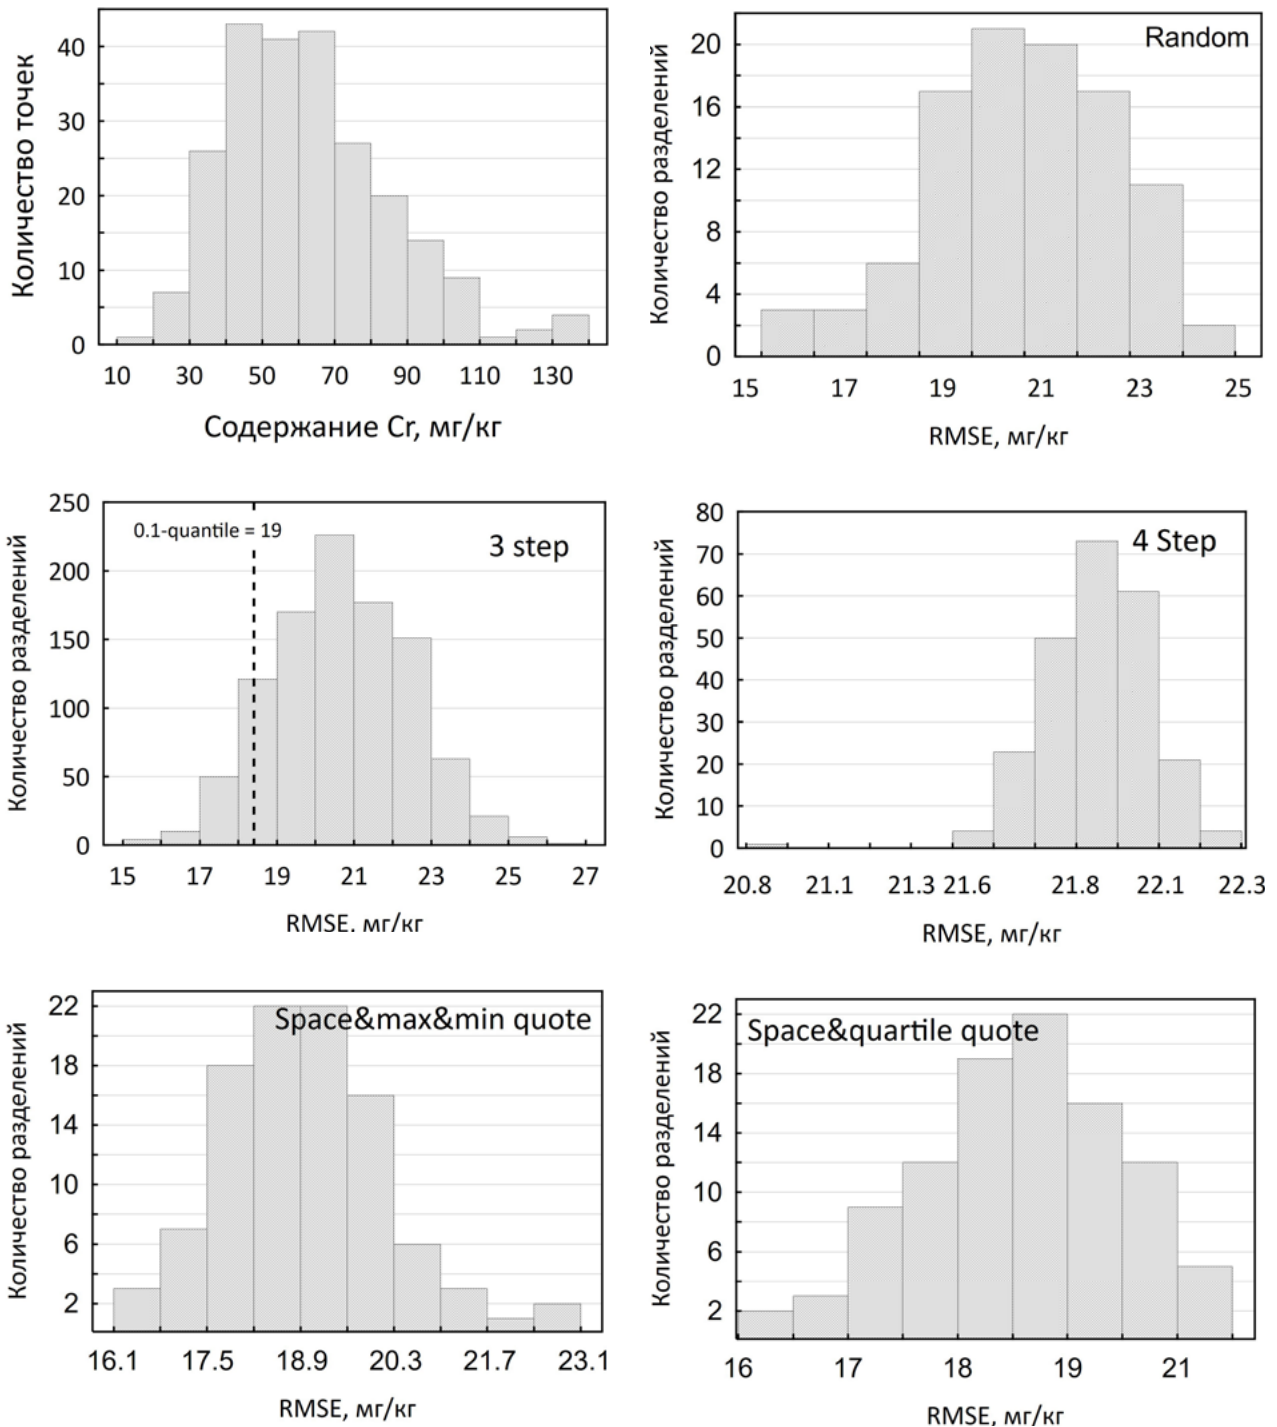 Количество точек
40
30
20
10
0
10 30 50 70 90 110 130
Содержание Cr, мг/кг
Random
Количество разделений
20
16
12
8
4
0
15 17 19 21 23 25
RMSE, мг/кг
0.1-quantile = 19
3 step
Количество разделений
250
200
150
100
50
0
15 17 19 21 23 25 27
RMSE, мг/кг
4 Step
Количество разделений
80
70
60
50
40
30
20
10
0
20.8 21.1 21.3 21.6 21.8 22.1 22.3
RMSE, мг/кг
Space&max&min quote
Количество разделений
22
18
14
10
6
2
16.1 17.5 18.9 20.3 21.7 23.1
RMSE, мг/кг
Space&quartile quote
Количество разделений
22
18
14
10
6
2
16 17 18 19 21
RMSE, мг/кг